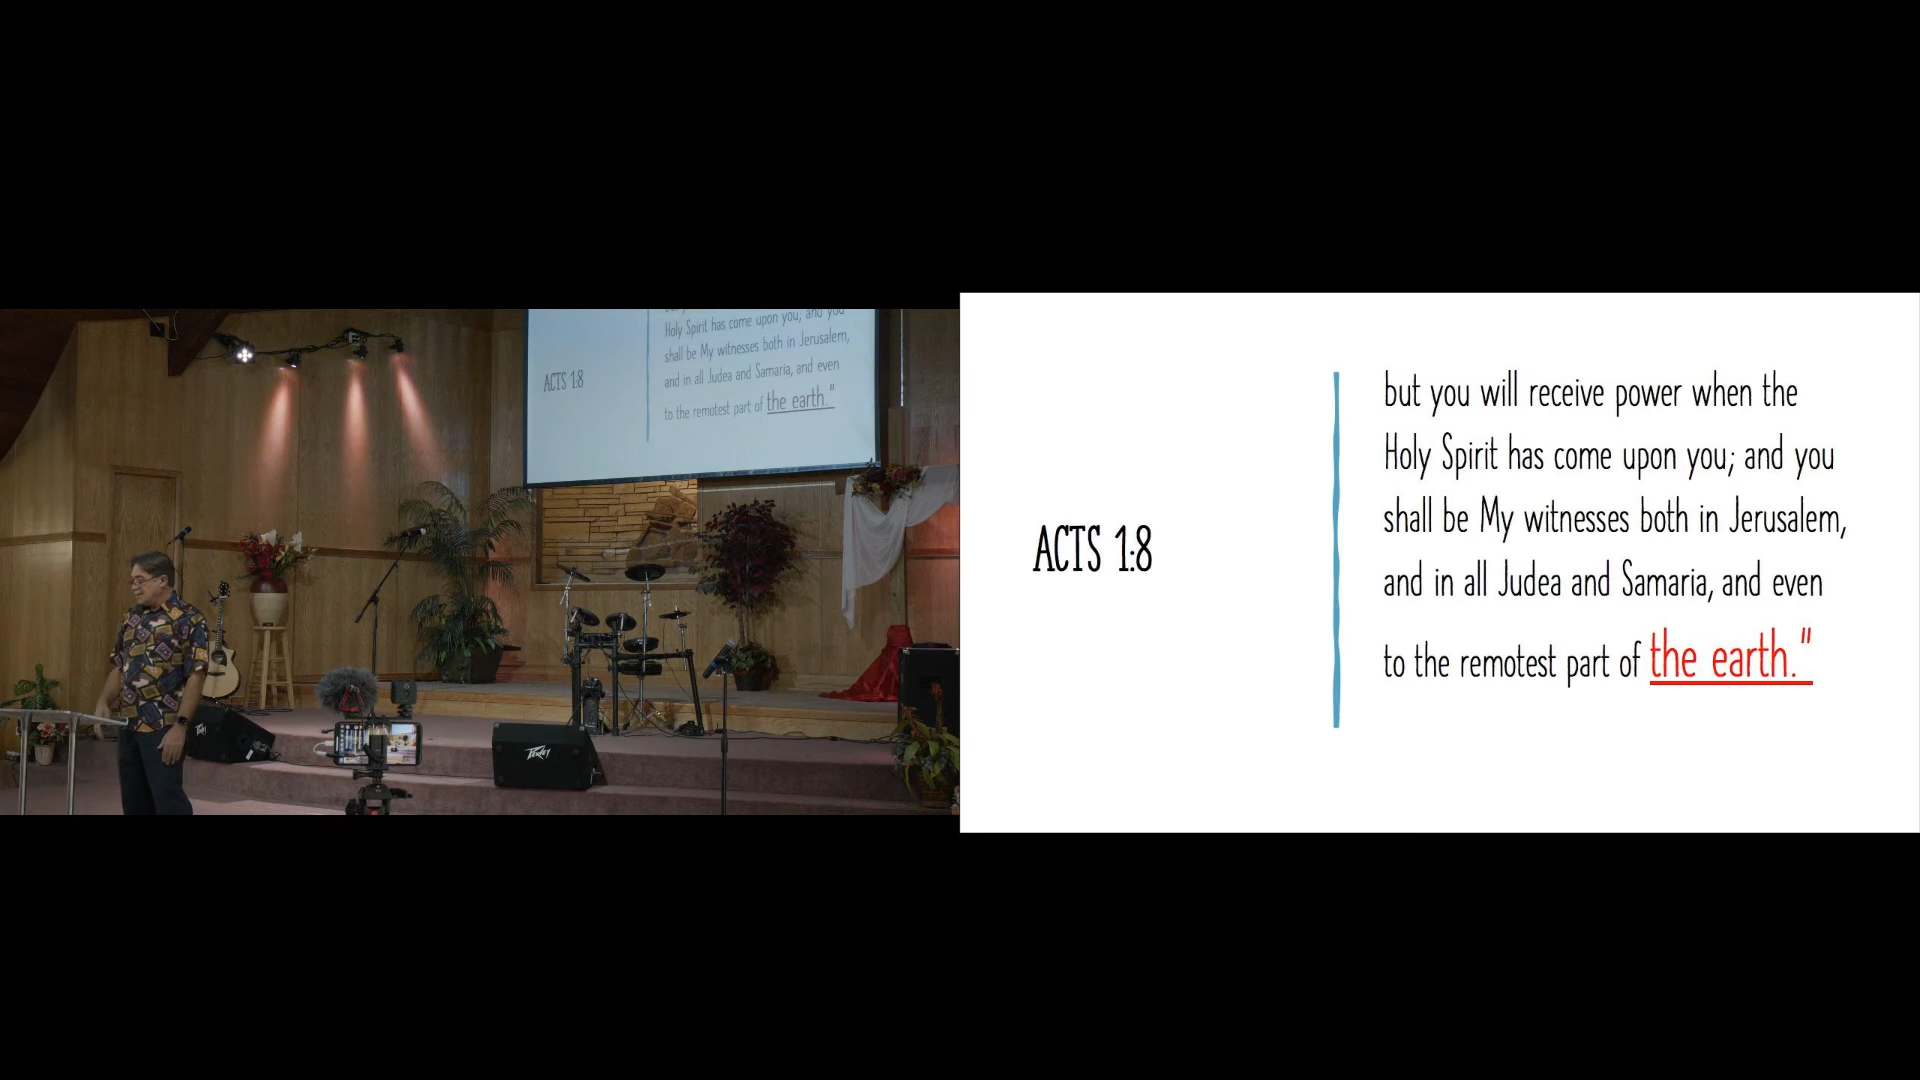 Holy Spirit has come upon you; and you
shall be My witnesses both in Jerusalem,
and in all Judea and Samaria, and even
to the remotest part of the earth."
ACTS 1:8
PEAVEY
ACTS 1:8
but you will receive power when the
Holy Spirit has come upon you; and you
shall be My witnesses both in Jerusalem,
and in all Judea and Samaria, and even
to the remotest part of the earth."